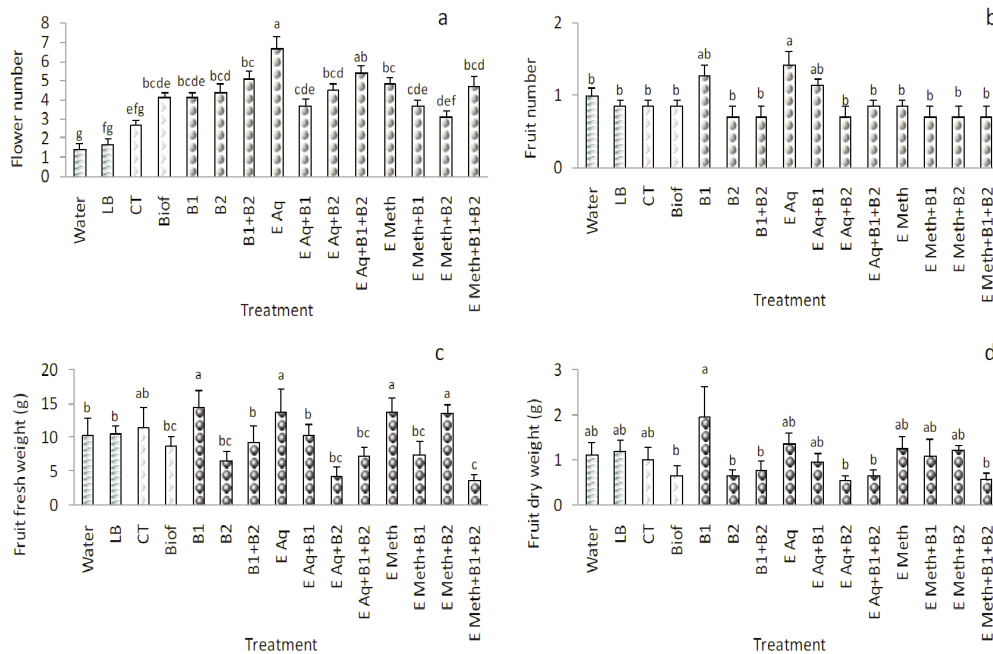 a
Flower number
8
7
6
5
4
3
2
1
0
g
fg
efg
bcde
bcde
bcd
bc
a
cde
bcd
ab
bc
cde
def
bcd
Water
LB
CT
Biof
B1
B2
B1+B2
E Aq
E Aq+B1
E Aq+B2
E Aq+B1+B2
E Meth
E Meth+B1
E Meth+B2
E Meth+B1+B2
Treatment
b
Fruit number
2
1
0
b
b
b
b
ab
b
b
a
ab
b
b
b
b
b
b
Water
LB
CT
Biof
B1
B2
B1+B2
E Aq
E Aq+B1
E Aq+B2
E Aq+B1+B2
E Meth
E Meth+B1
E Meth+B2
E Meth+B1+B2
Treatment
c
Fruit fresh weight (g)
20
15
10
5
0
b
b
ab
bc
a
bc
b
a
b
bc
bc
a
bc
a
c
Water
LB
CT
Biof
B1
B2
B1+B2
E Aq
E Aq+B1
E Aq+B2
E Aq+B1+B2
E Meth
E Meth+B1
E Meth+B2
E Meth+B1+B2
Treatment
d
Fruit dry weight (g)
3
2
1
0
ab
ab
ab
b
a
b
b
ab
ab
b
b
ab
ab
ab
b
Water
LB
CT
Biof
B1
B2
B1+B2
E Aq
E Aq+B1
E Aq+B2
E Aq+B1+B2
E Meth
E Meth+B1
E Meth+B2
E Meth+B1+B2
Treatment